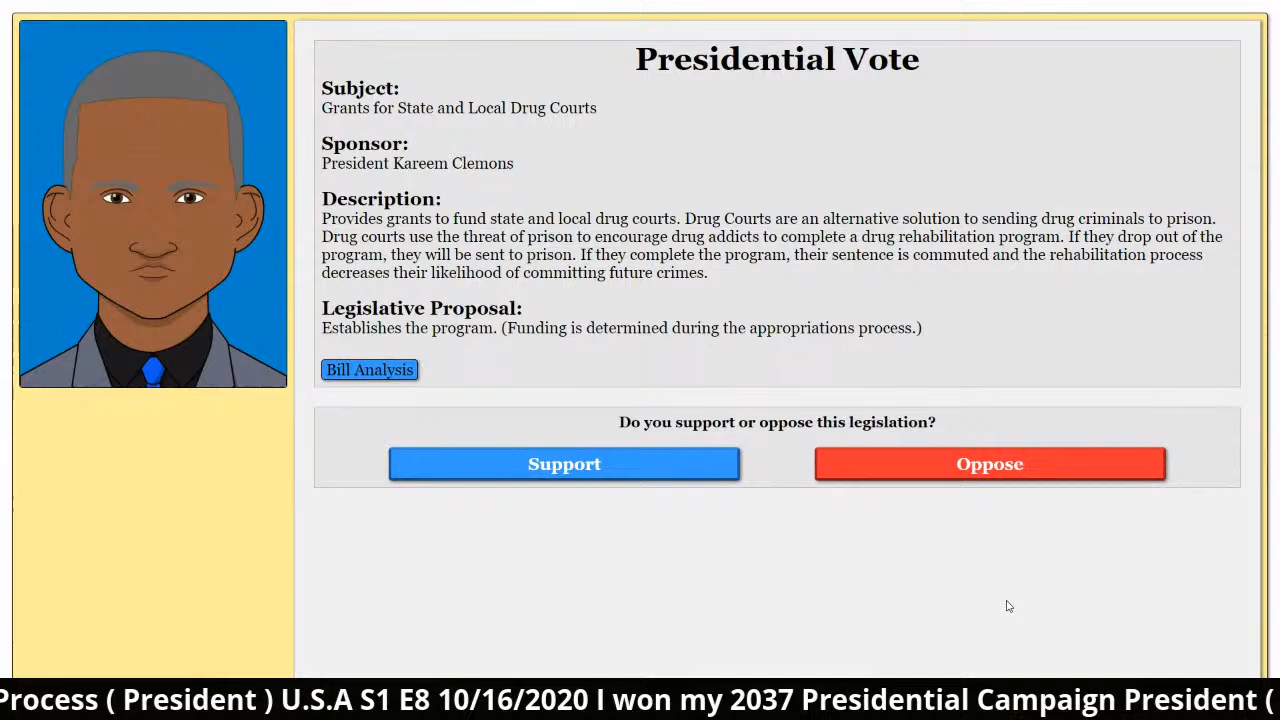 Presidential Vote
Subject:
Grants for State and Local Drug Courts
Sponsor:
President Kareem Clemons
Description:
Provides grants to fund state and local drug courts. Drug Courts are an alternative solution to sending drug criminals to prison.
Drug courts use the threat of prison to encourage drug addicts to complete a drug rehabilitation program. If they drop out of the
program, they will be sent to prison. If they complete the program, their sentence is commuted and the rehabilitation process
decreases their likelihood of committing future crimes.
Legislative Proposal:
Establishes the program. (Funding is determined during the appropriations process.)
Bill Analysis
Do you support or oppose this legislation?
Support
Oppose
Process ( President ) U.S.A S1 E8 10/16/2020 I won my 2037 Presidential Campaign President (